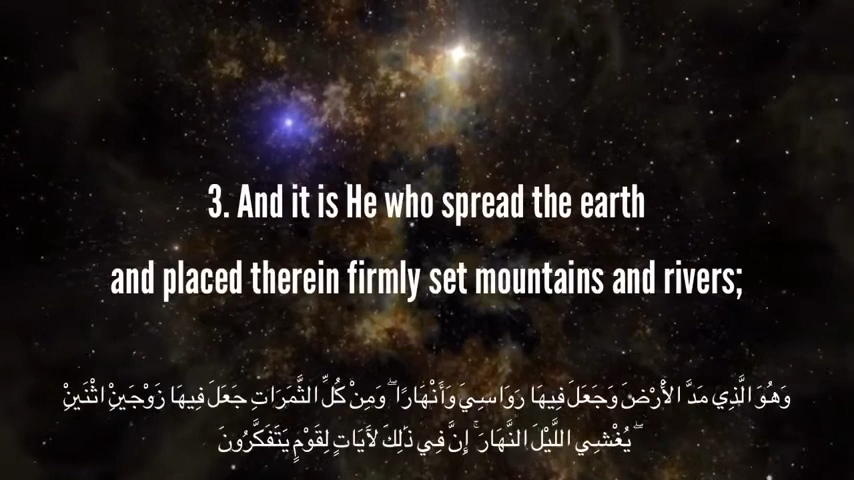 3. And it is He who spread the earth
and placed therein firmly set mountains and rivers;
وَهُوَ الَّذِي مَدَّ الأَرْضَ وَجَعَلَ فِيهَا رَوَاسِيَ وَأَنْهَارًا ۖ وَمِنْ كُلِّ الثَّمَرَاتِ جَعَلَ فِيهَا زَوْجَيْنِ اثْنَيْنِ
ۖ يُغْشِي اللَّيْلَ النَّهَارَ ۚ إِنَّ فِي ذَلِكَ لَآيَاتٍ لِقَوْمٍ يَتَفَكَّرُونَ